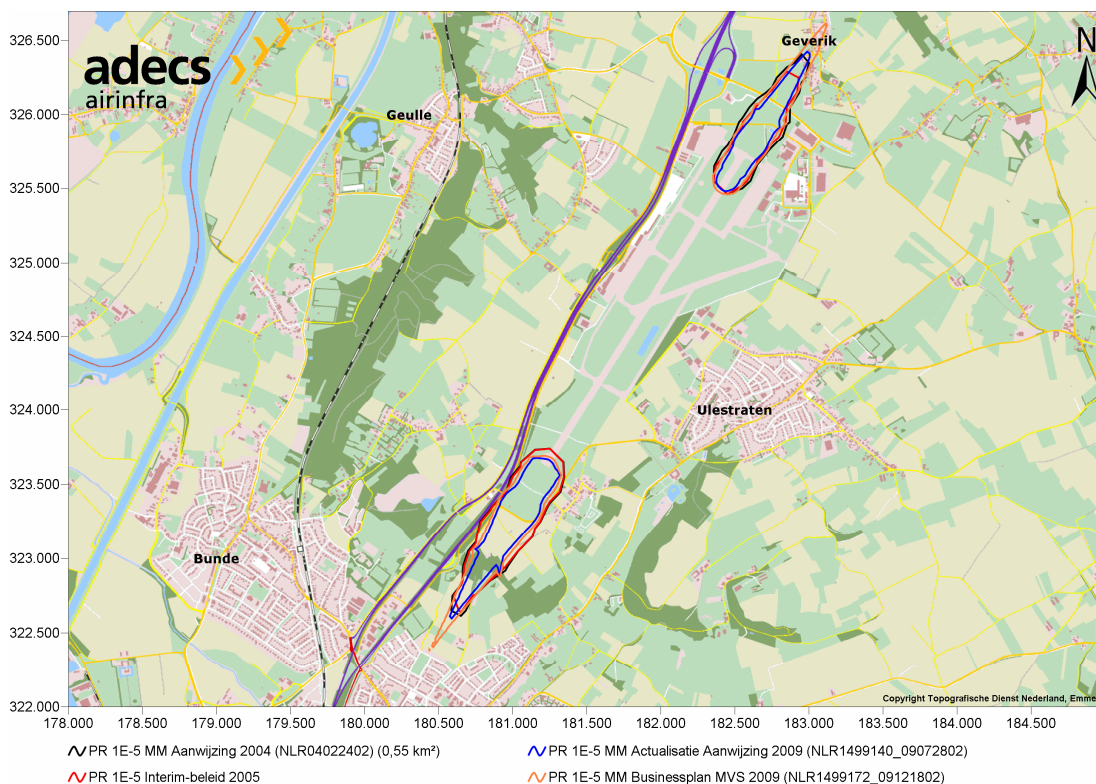 326.500
326.000
325.500
325.000
324.500
324.000
323.500
323.000
322.500
322.000
adecs
airinfra
Geverik
N
Geulle
Ulestraten
Bunde
Copyright Topografische Dienst Nederland, Emme
178.000 178.500 179.000 179.500 180.000 180.500 181.000 181.500 182.000 182.500 183.000 183.500 184.000 184.500
PR 1E-5 MM Aanwijzing 2004 (NLR04022402) (0,55 km²)
PR 1E-5 MM Actualisatie Aanwijzing 2009 (NLR1499140_09072802)
PR 1E-5 Interim-beleid 2005
PR 1E-5 MM Businessplan MVS 2009 (NLR1499172_09121802)